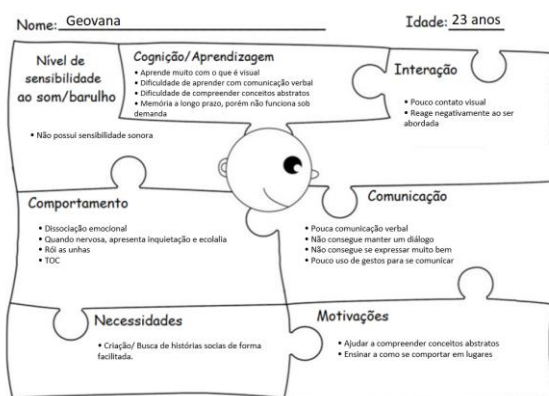 Nome: Geovana
Idade: 23 anos
Nível de
sensibilidade
ao som/barulho
• Não possui sensibilidade sonora
Cognição/Aprendizagem
• Aprende muito com o que é visual
• Dificuldade de aprender com comunicação verbal
• Dificuldade de compreender conceitos abstratos
• Memória a longo prazo, porém não funciona sob
demanda
Interação
• Pouco contato visual
• Reage negativamente ao ser
abordada
Comportamento
• Dissociação emocional
• Quando nervosa, apresenta inquietação e ecolalia
• Rói as unhas
• TOC
Comunicação
• Pouca comunicação verbal
• Não consegue manter um diálogo
• Não consegue se expressar muito bem
• Pouco uso de gestos para se comunicar
Necessidades
• Criação/ Busca de histórias socias de forma
facilitada.
Motivações
• Ajudar a compreender conceitos abstratos
• Ensinar a como se comportar em lugares